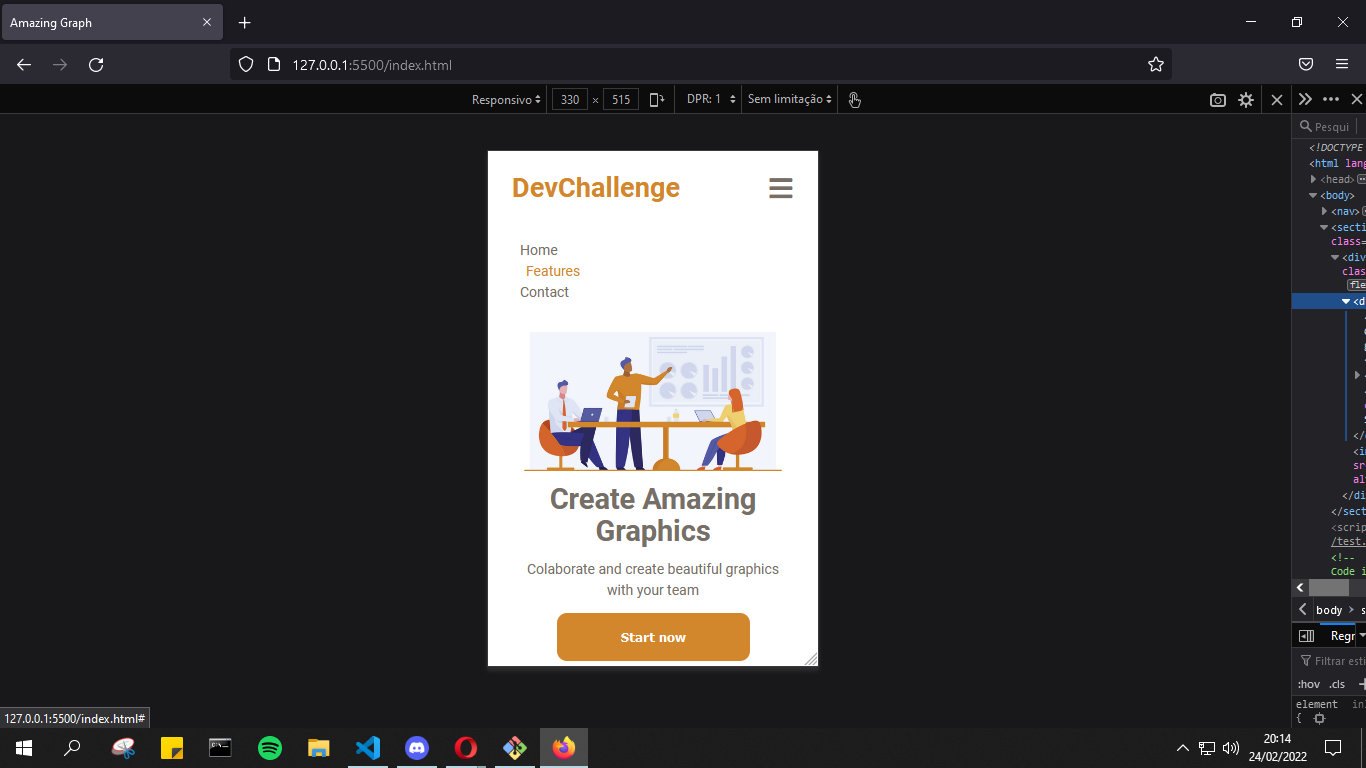 Amazing Graph
127.0.0.1:5500/index.html
Responsivo 330 × 515 DPR: 1 Sem limitação
Pesqui
<!DOCTYPE
<html lang
<head>
<body>
<nav>
<secti
class=
<div
clas
fle
<d
DevChallenge
Home
Features
Contact
Create Amazing
Graphics
Colaborate and create beautiful graphics
with your team
Start now
</d
<i
sr
al
</di
</sect
<scrip
/test.
<!--
Code i
body
Regr
Filtrar esti
:hov .cls +
element
{
127.0.0.1:5500/index.html#
20:14
24/02/2022